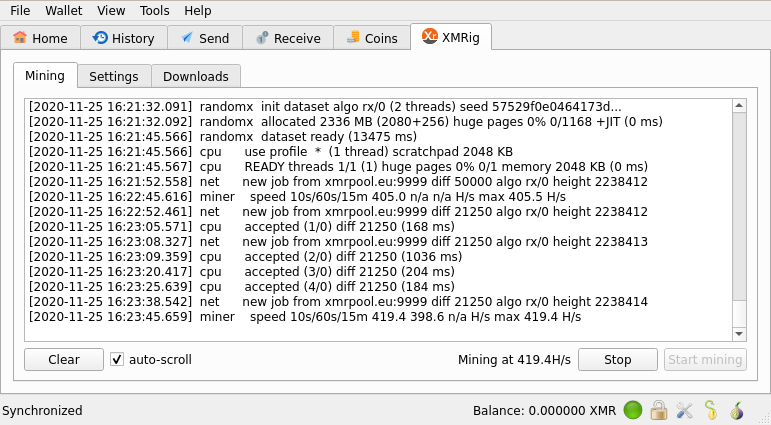 File Wallet View Tools Help
Home History Send Receive Coins XMRig
Mining Settings Downloads
[2020-11-25 16:21:32.091] randomx init dataset algo rx/0 (2 threads) seed 57529f0e0464173d...
[2020-11-25 16:21:32.092] randomx allocated 2336 MB (2080+256) huge pages 0% 0/1168 +JIT (0 ms)
[2020-11-25 16:21:45.566] randomx dataset ready (13475 ms)
[2020-11-25 16:21:45.566] cpu use profile * (1 thread) scratchpad 2048 KB
[2020-11-25 16:21:45.567] cpu READY threads 1/1 (1) huge pages 0% 0/1 memory 2048 KB (0 ms)
[2020-11-25 16:21:52.558] net new job from xmrpool.eu:9999 diff 50000 algo rx/0 height 2238412
[2020-11-25 16:22:45.616] miner speed 10s/60s/15m 405.0 n/a n/a H/s max 405.5 H/s
[2020-11-25 16:22:52.461] net new job from xmrpool.eu:9999 diff 21250 algo rx/0 height 2238412
[2020-11-25 16:23:05.571] cpu accepted (1/0) diff 21250 (168 ms)
[2020-11-25 16:23:08.327] net new job from xmrpool.eu:9999 diff 21250 algo rx/0 height 2238413
[2020-11-25 16:23:09.359] cpu accepted (2/0) diff 21250 (1036 ms)
[2020-11-25 16:23:20.417] cpu accepted (3/0) diff 21250 (204 ms)
[2020-11-25 16:23:25.639] cpu accepted (4/0) diff 21250 (184 ms)
[2020-11-25 16:23:38.542] net new job from xmrpool.eu:9999 diff 21250 algo rx/0 height 2238414
[2020-11-25 16:23:45.659] miner speed 10s/60s/15m 419.4 398.6 n/a H/s max 419.4 H/s
Clear auto-scroll Mining at 419.4H/s Stop Start mining
Synchronized Balance: 0.000000 XMR